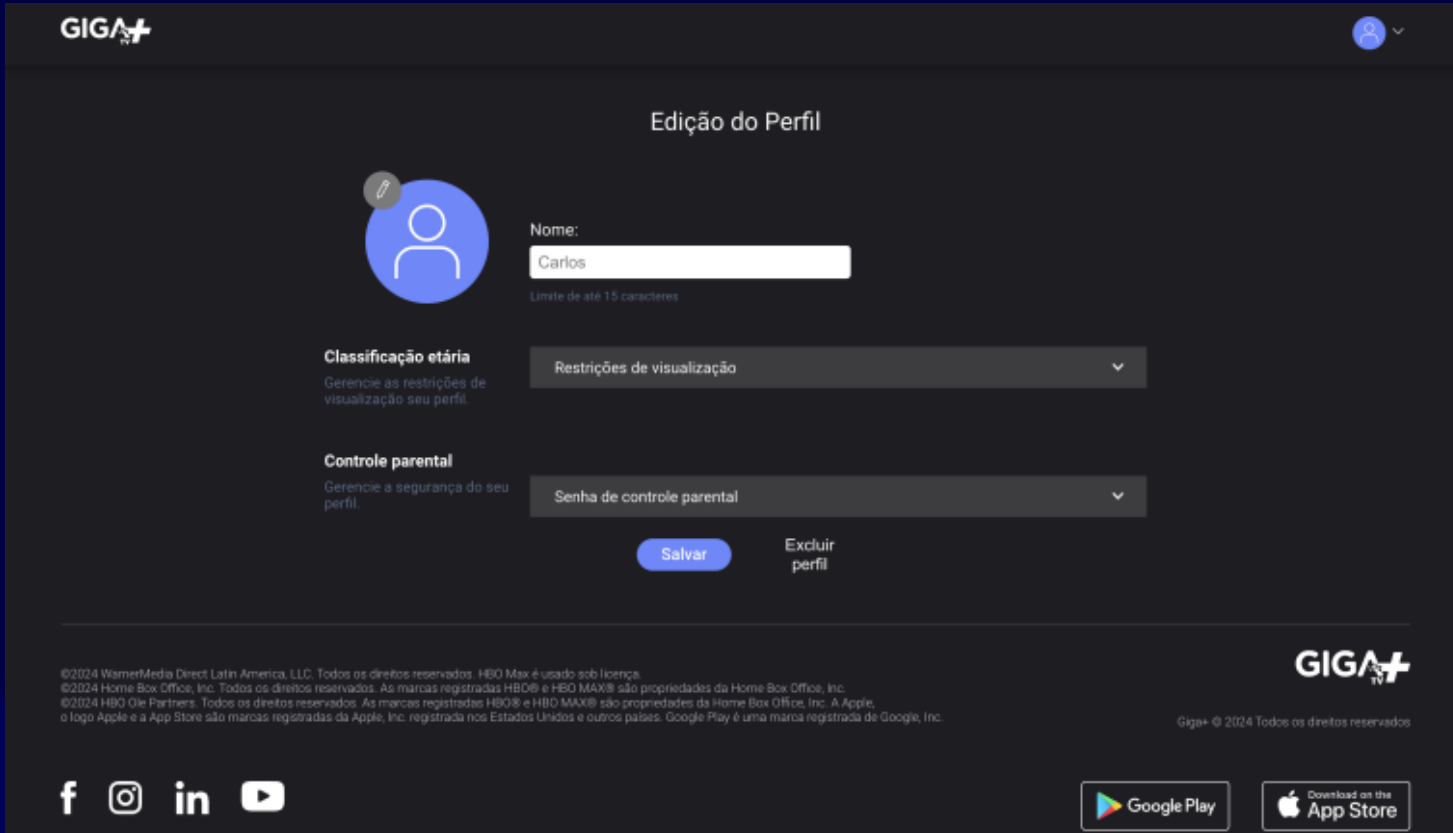 GIGA+
TV
Edição do Perfil
Nome:
Carlos
Limite de até 15 caracteres
Classificação etária
Gerencie as restrições de
visualização seu perfil.
Restrições de visualização
Controle parental
Gerencie a segurança do seu
perfil.
Senha de controle parental
Salvar
Excluir
perfil
©2024 WarnerMedia Direct Latin America, LLC. Todos os direitos reservados. HBO Max é usado sob licença.
©2024 Home Box Office, Inc. Todos os direitos reservados. As marcas registradas HBO® e HBO MAX® são propriedades da Home Box Office, Inc.
©2024 HBO Ole Partners. Todos os direitos reservados. As marcas registradas HBO® e HBO MAX® são propriedades da Home Box Office, Inc. A Apple,
o logo Apple e a App Store são marcas registradas da Apple, Inc. registrada nos Estados Unidos e outros países. Google Play é uma marca registrada de Google, Inc.
GIGA+
TV
Giga+ © 2024 Todos os direitos reservados
Google Play
Download on the
App Store